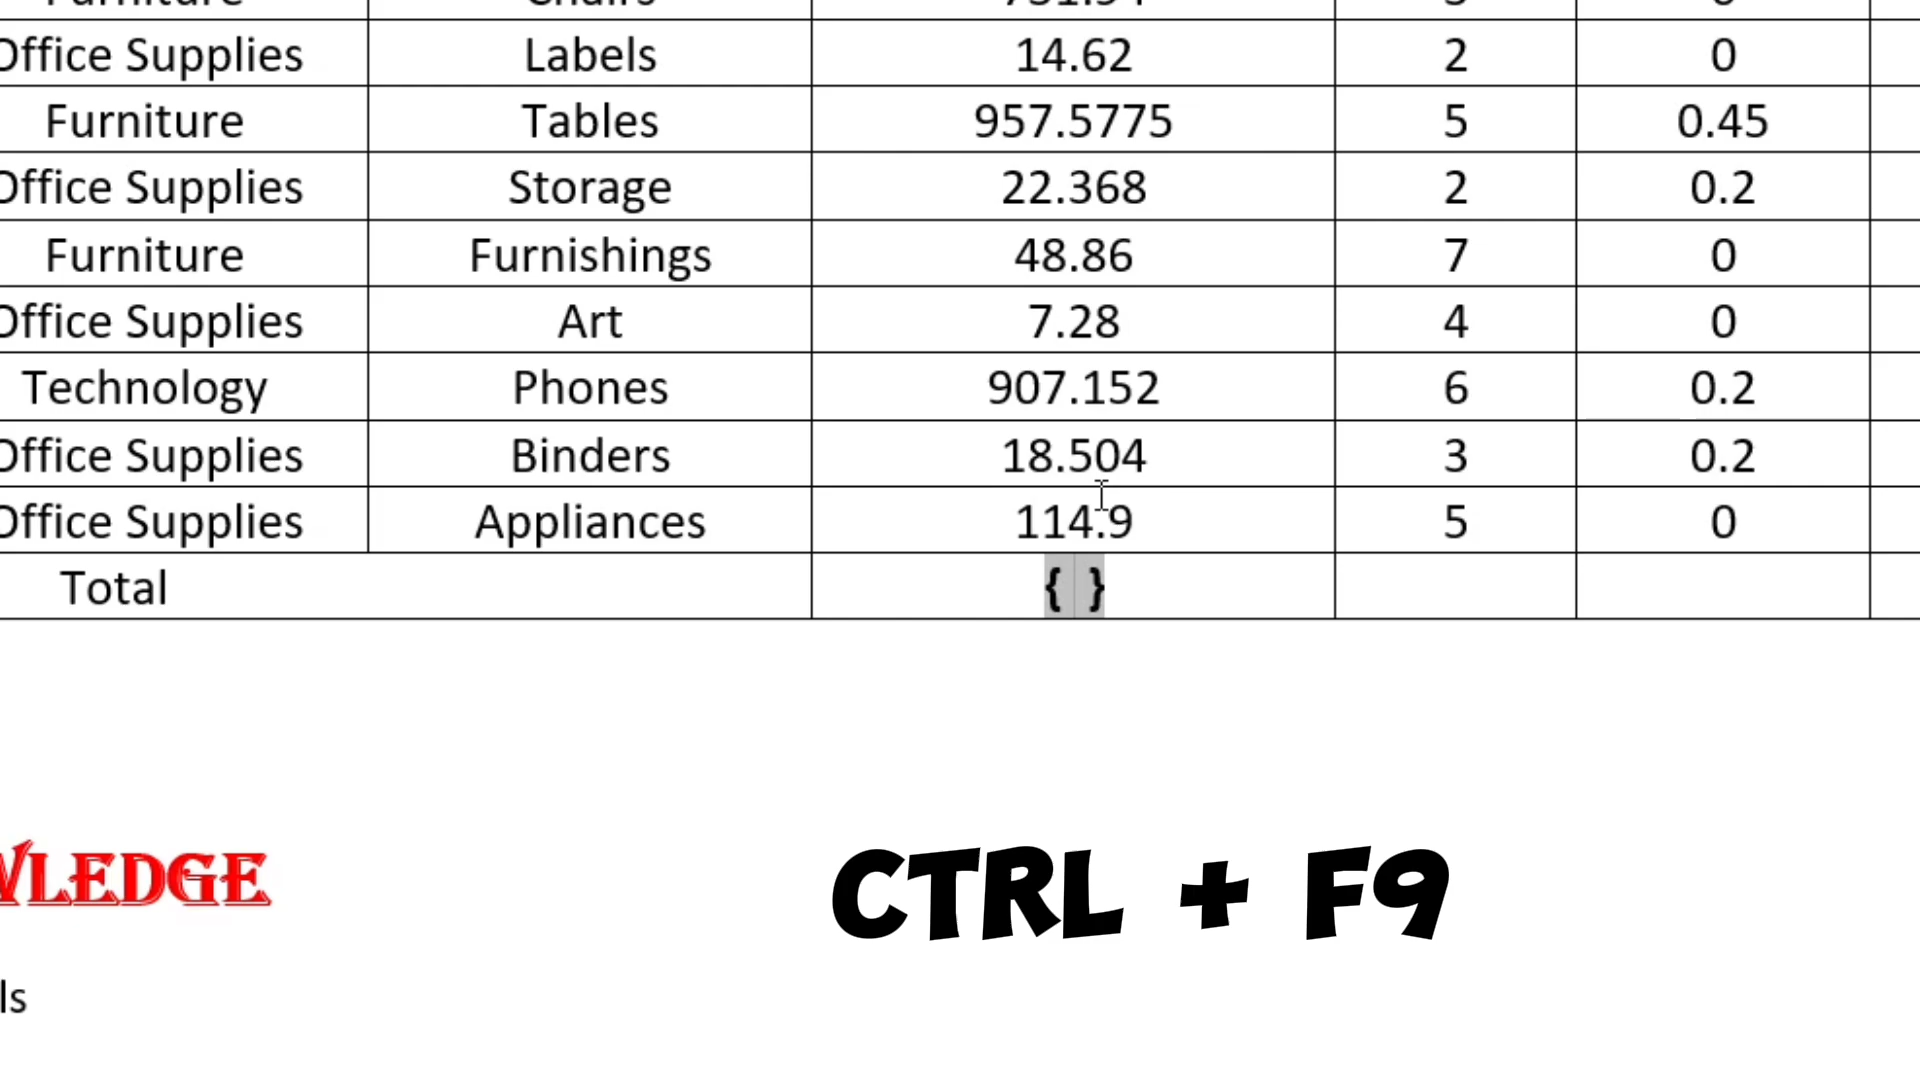 Office Supplies Labels 14.62 2 0
Furniture Tables 957.5775 5 0.45
Office Supplies Storage 22.368 2 0.2
Furniture Furnishings 48.86 7 0
Office Supplies Art 7.28 4 0
Technology Phones 907.152 6 0.2
Office Supplies Binders 18.504 3 0.2
Office Supplies Appliances 114.9 5 0
Total { }
WLEDGE
CTRL + F9
ls